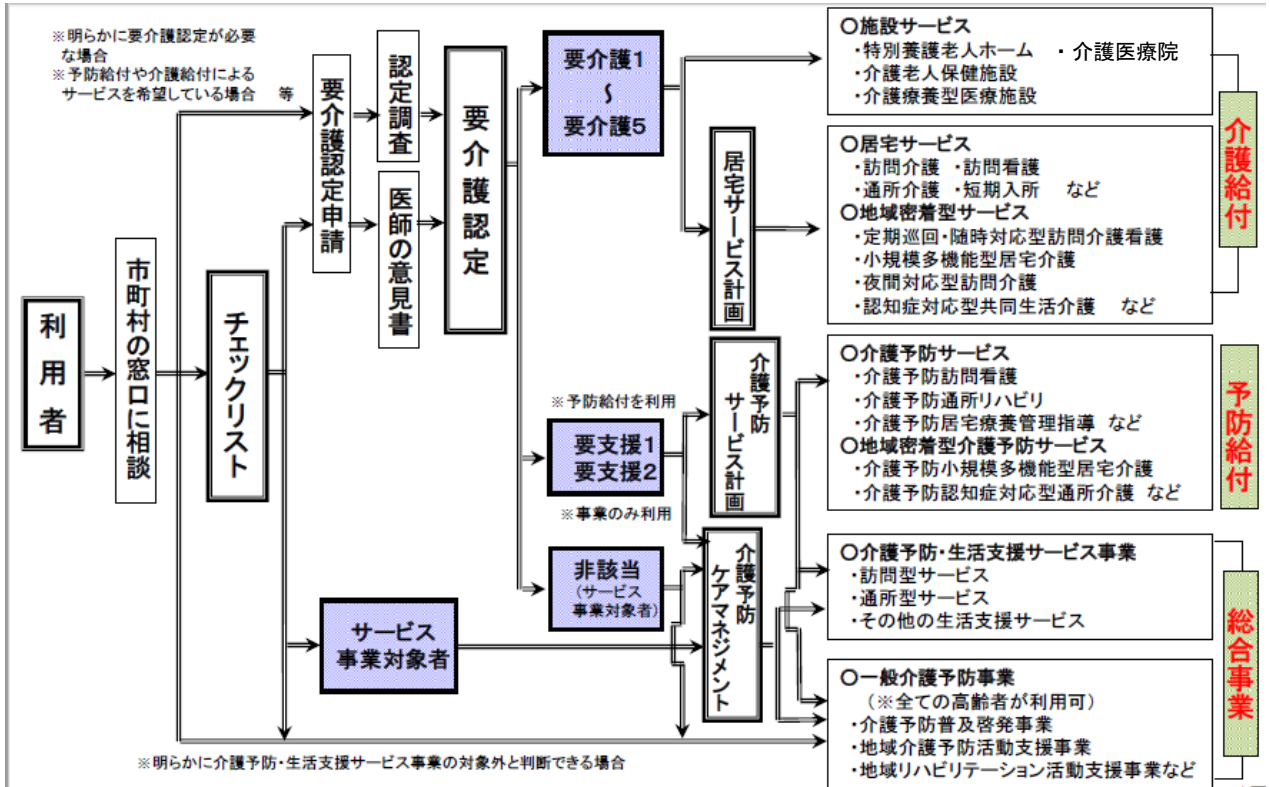 ※明らかに要介護認定が必要
な場合
※予防給付や介護給付による
サービスを希望している場合　等
利用者
市町村の窓口に相談
チェックリスト
要介護認定申請
認定調査
医師の意見書
要介護認定
要介護1
～
要介護5
※予防給付を利用
要支援1
要支援2
※事業のみ利用
非該当
(サービス
事業対象者)
サービス
事業対象者
※明らかに介護予防・生活支援サービス事業の対象外と判断できる場合
居宅サービス計画
介護予防
サービス計画
介護予防
ケアマネジメント
〇施設サービス
・特別養護老人ホーム　・介護医療院
・介護老人保健施設
・介護療養型医療施設
〇居宅サービス
・訪問介護　・訪問看護
・通所介護　・短期入所　など
〇地域密着型サービス
・定期巡回・随時対応型訪問介護看護
・小規模多機能型居宅介護
・夜間対応型訪問介護
・認知症対応型共同生活介護　など
介護給付
〇介護予防サービス
・介護予防訪問看護
・介護予防通所リハビリ
・介護予防居宅療養管理指導　など
〇地域密着型介護予防サービス
・介護予防小規模多機能型居宅介護
・介護予防認知症対応型通所介護　など
予防給付
〇介護予防・生活支援サービス事業
・訪問型サービス
・通所型サービス
・その他の生活支援サービス
〇一般介護予防事業
(※全ての高齢者が利用可)
・介護予防普及啓発事業
・地域介護予防活動支援事業
・地域リハビリテーション活動支援事業など
総合事業